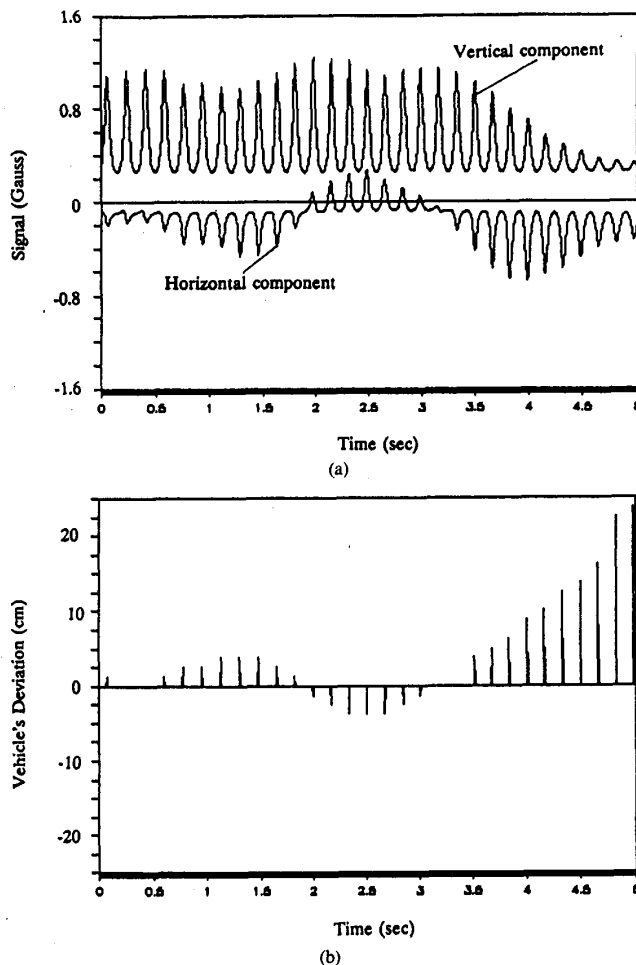 1.6
0.8
0
-0.8
-1.6
Signal (Gauss)
Vertical component
Horizontal component
0 0.5 1 1.5 2 2.5 3 3.5 4 4.5 5
Time (sec)
(a)
20
10
0
-10
-20
Vehicle's Deviation (cm)
0 0.5 1 1.5 2 2.5 3 3.5 4 4.5 5
Time (sec)
(b)